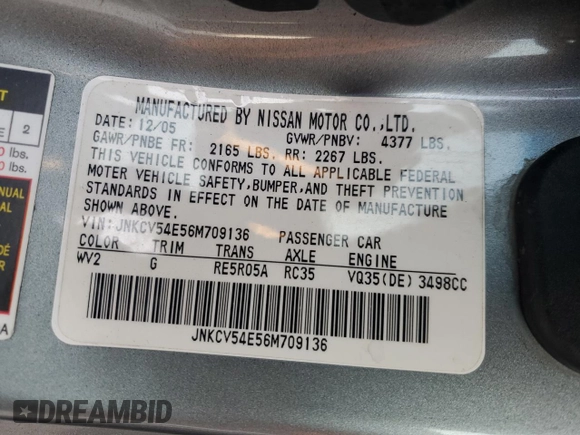 MANUFACTURED BY NISSAN MOTOR CO.,LTD.
DATE: 12/05 GVWR/PNBV: 4377 LBS.
GAWR/PNBE FR: 2165 LBS. RR: 2267 LBS.
THIS VEHICLE CONFORMS TO ALL APPLICABLE FEDERAL
MOTOR VEHICLE SAFETY,BUMPER,AND THEFT PREVENTION
STANDARDS IN EFFECT ON THE DATE OF MANUFACTURE
SHOWN ABOVE.
VIN:JNKCV54E56M709136 PASSENGER CAR
COLOR TRIM TRANS AXLE ENGINE
WV2 G RE5R05A RC35 VQ35(DE) 3498CC
JNKCV54E56M709136
2
lbs.
lbs.
DREAMBID